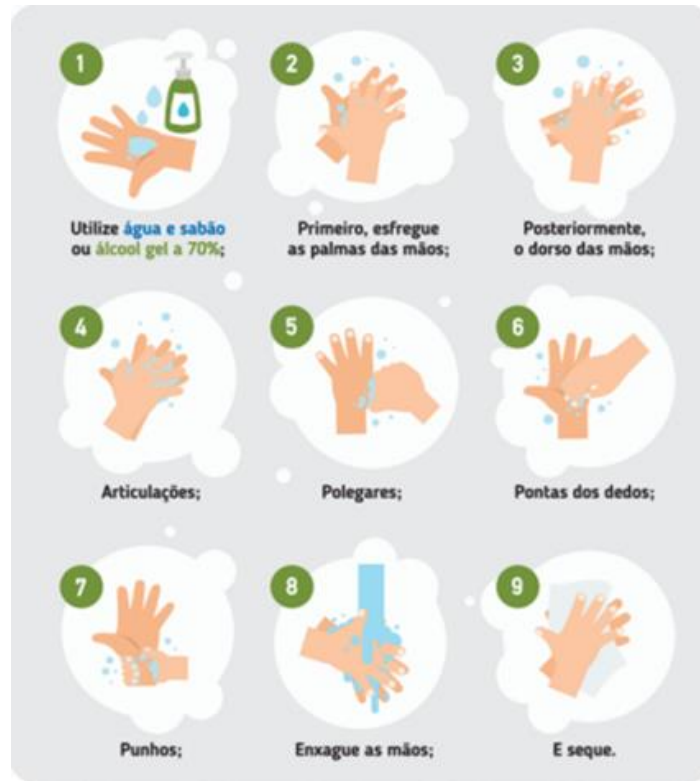 1
Utilize água e sabão
ou álcool gel a 70%;
2
Primeiro, esfregue
as palmas das mãos;
3
Posteriormente,
o dorso das mãos;
4
Articulações;
5
Polegares;
6
Pontas dos dedos;
7
Punhos;
8
Enxague as mãos;
9
E seque.